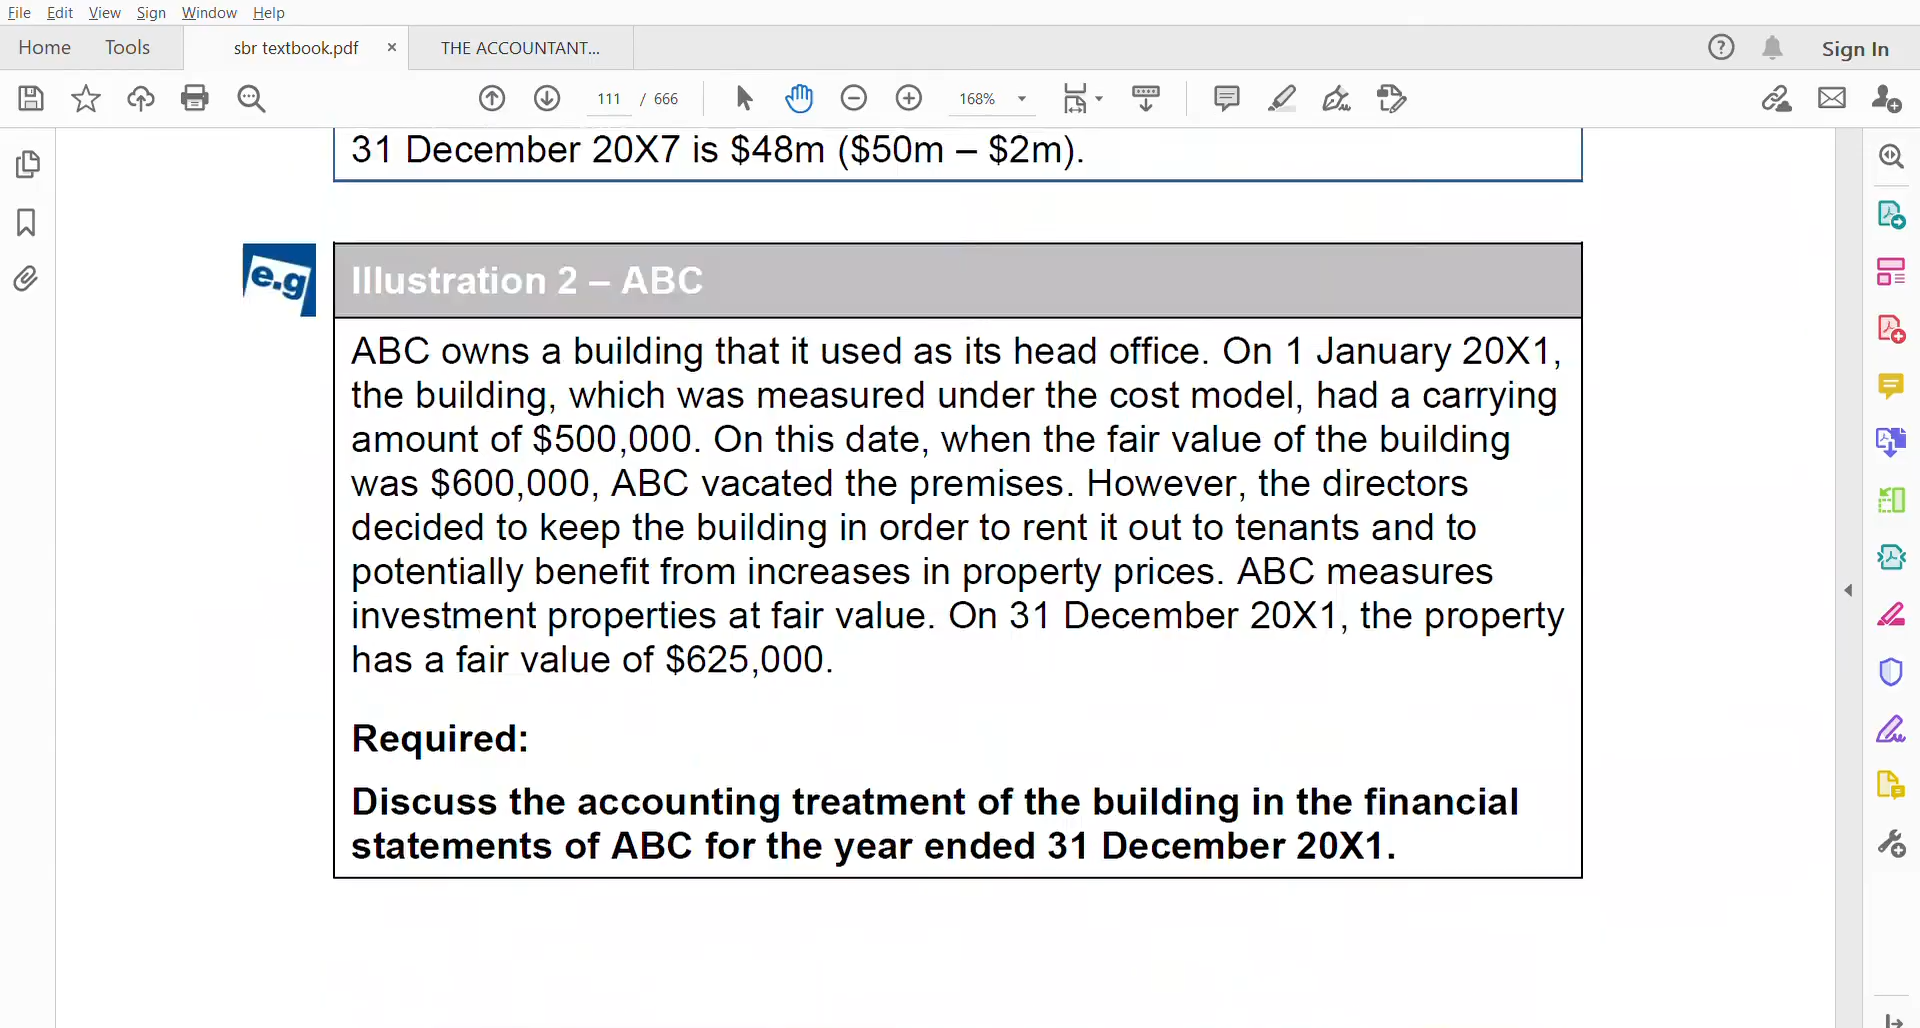 File Edit View Sign Window Help
Home Tools sbr textbook.pdf × THE ACCOUNTANT... ? Sign In
111 / 666 168%
31 December 20X7 is $48m ($50m – $2m).
e.g
Illustration 2 – ABC
ABC owns a building that it used as its head office. On 1 January 20X1,
the building, which was measured under the cost model, had a carrying
amount of $500,000. On this date, when the fair value of the building
was $600,000, ABC vacated the premises. However, the directors
decided to keep the building in order to rent it out to tenants and to
potentially benefit from increases in property prices. ABC measures
investment properties at fair value. On 31 December 20X1, the property
has a fair value of $625,000.
Required:
Discuss the accounting treatment of the building in the financial
statements of ABC for the year ended 31 December 20X1.